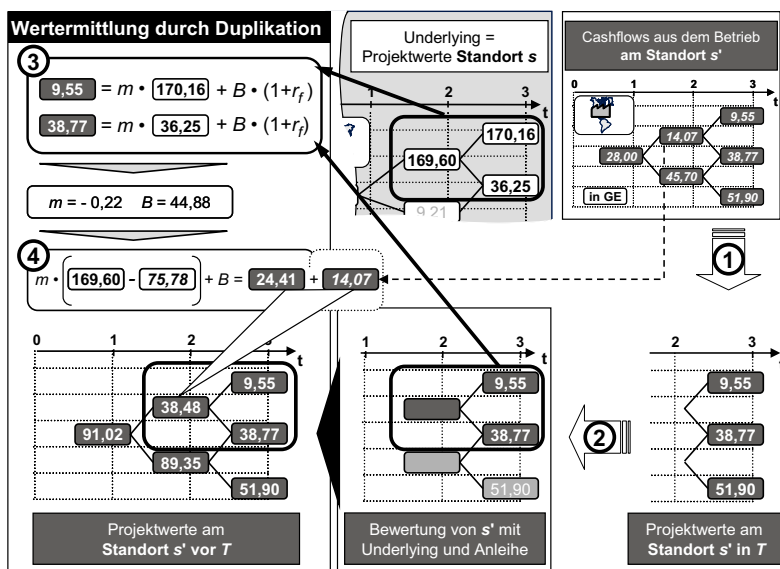 Wertermittlung durch Duplikation
3
9,55 = m • 170,16 + B • (1+rf)
38,77 = m • 36,25 + B • (1+rf)
m = - 0,22 B = 44,88
4
m • [169,60 - 75,78] + B = 24,41 + 14,07
0 1 2 3
t
9,55
38,48
91,02
38,77
89,35
51,90
Projektwerte am
Standort s' vor T
Underlying =
Projektwerte Standort s
1 2 3
t
170,16
169,60
36,25
9,21
Cashflows aus dem Betrieb
am Standort s'
0 1 2 3
t
9,55
14,07
28,00
38,77
45,70
in GE
51,90
1
1 2 3
t
9,55
38,77
51,90
Bewertung von s' mit
Underlying und Anleihe
2
2 3
9,55
38,77
51,90
Projektwerte am
Standort s' in T